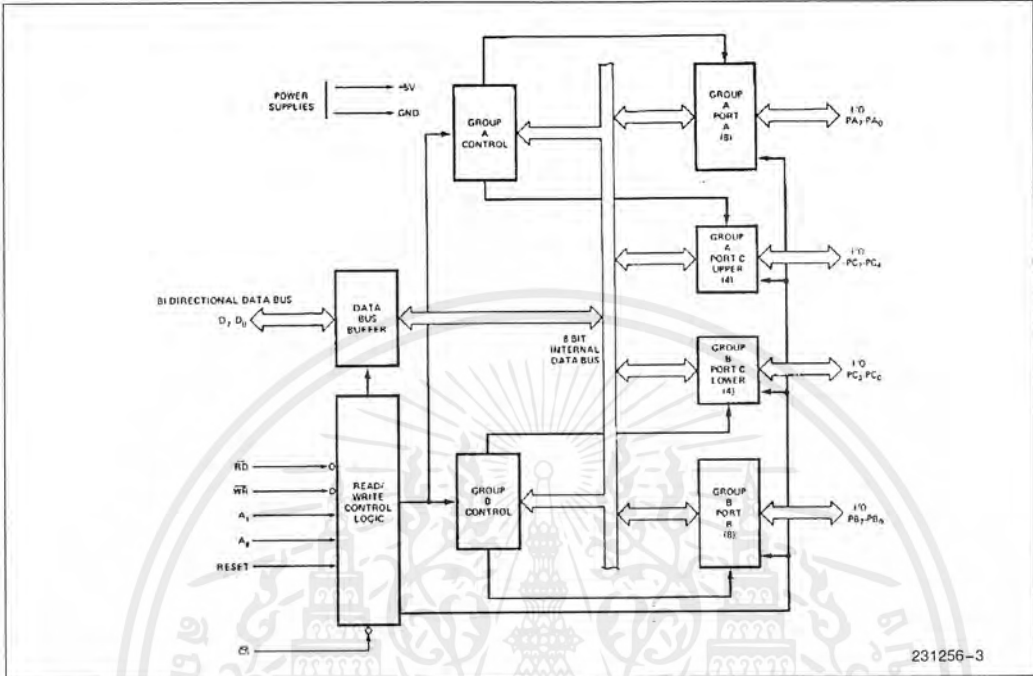 POWER
SUPPLIES
+5V
GND
GROUP
A
CONTROL
GROUP
A
PORT
A
(8)
I/O
PA7-PA0
GROUP
A
PORT C
UPPER
(4)
I/O
PC7-PC4
BI DIRECTIONAL DATA BUS
D7 D0
DATA
BUS
BUFFER
8 BIT
INTERNAL
DATA BUS
GROUP
B
PORT C
LOWER
(4)
I/O
PC3-PC0
RD
WR
A1
A0
RESET
CS
READ/
WRITE
CONTROL
LOGIC
GROUP
B
CONTROL
GROUP
B
PORT
B
(8)
I/O
PB7-PB0
231256-3